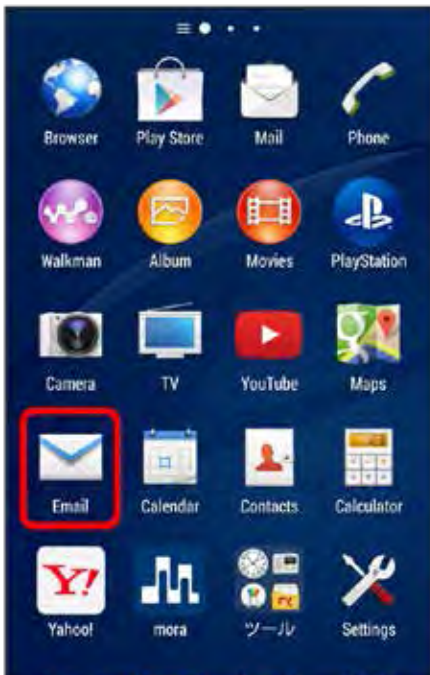 Browser Play Store Mail Phone
Walkman Album Movies PlayStation
Camera TV YouTube Maps
Email Calendar Contacts Calculator
Y!
Yahoo! mora ツール Settings